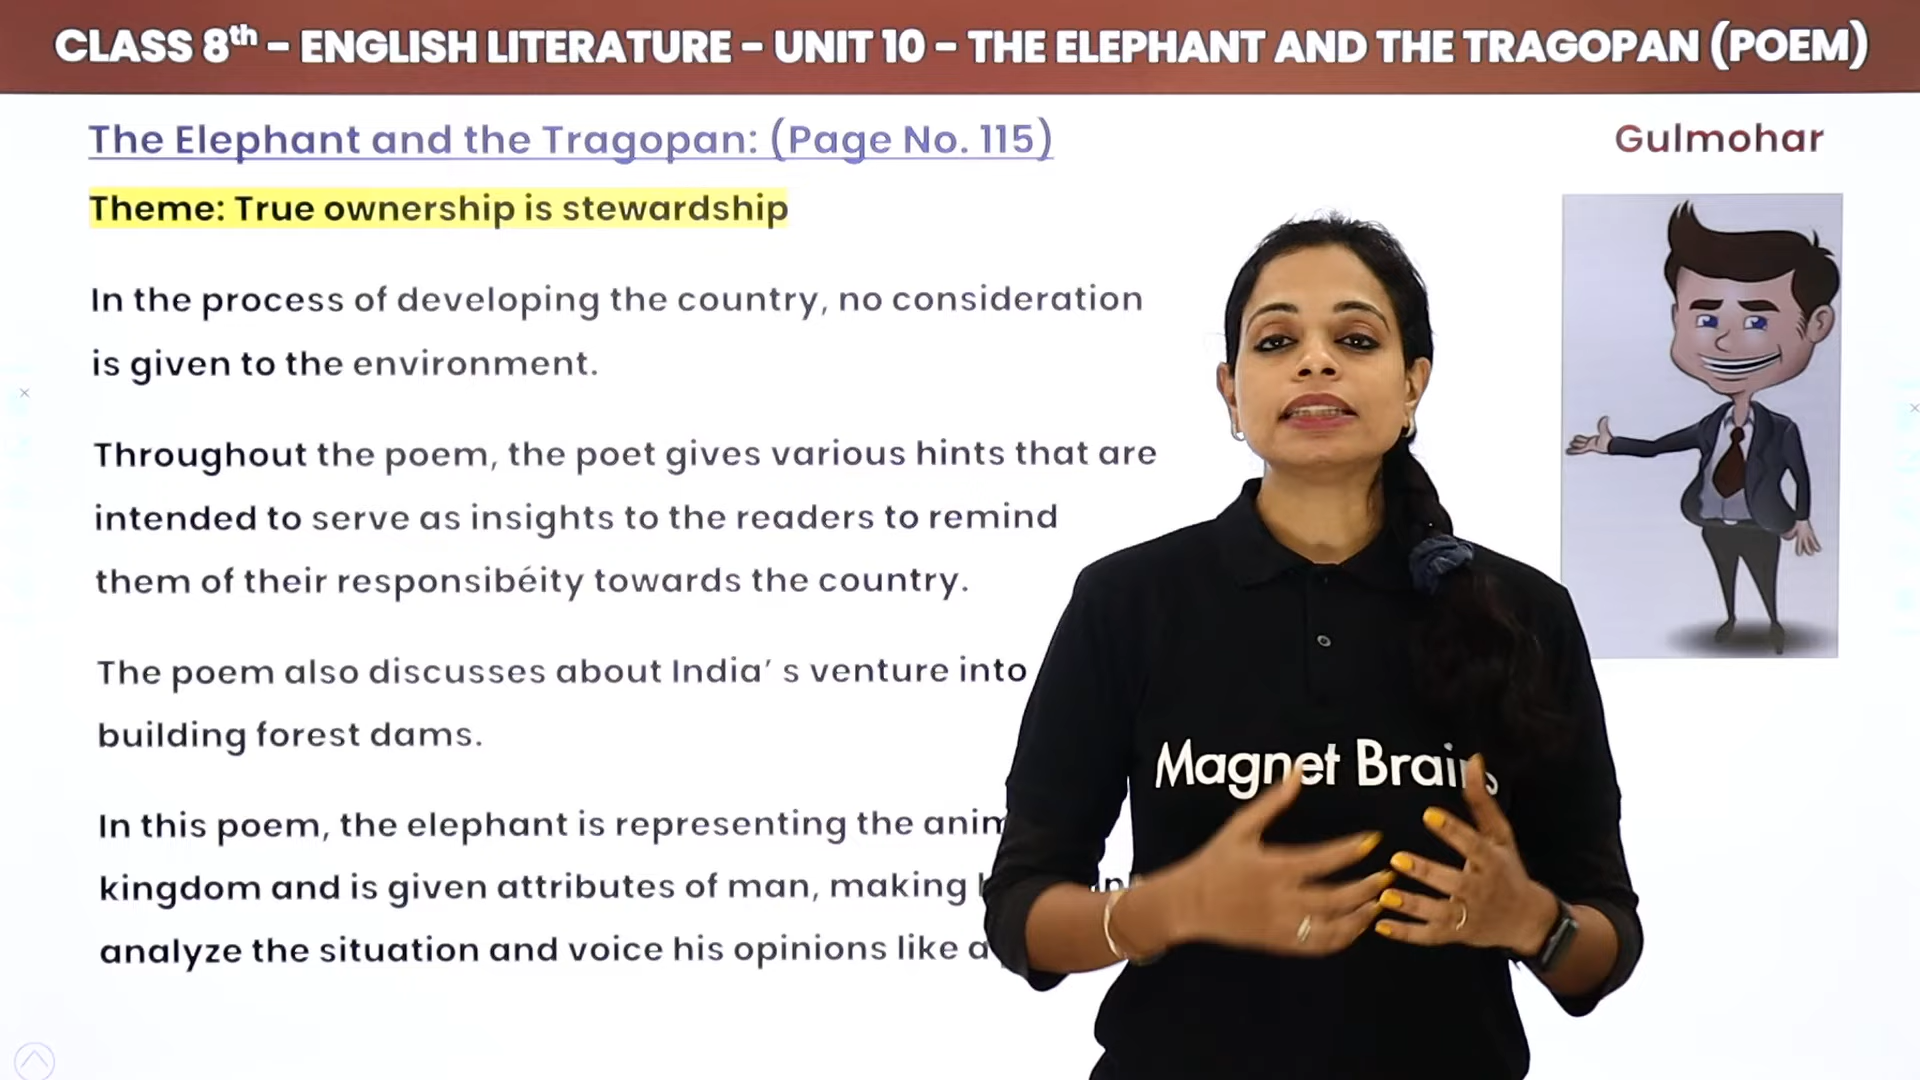 CLASS 8th - ENGLISH LITERATURE - UNIT 10 - THE ELEPHANT AND THE TRAGOPAN (POEM)
The Elephant and the Tragopan: (Page No. 115)
Gulmohar
Theme: True ownership is stewardship
In the process of developing the country, no consideration
is given to the environment.
Throughout the poem, the poet gives various hints that are
intended to serve as insights to the readers to remind
them of their responsibéity towards the country.
The poem also discusses about India’ s venture into
building forest dams.
In this poem, the elephant is representing the
kingdom and is given attributes of man, making
analyze the situation and voice his opinions like a
Magnet Brains